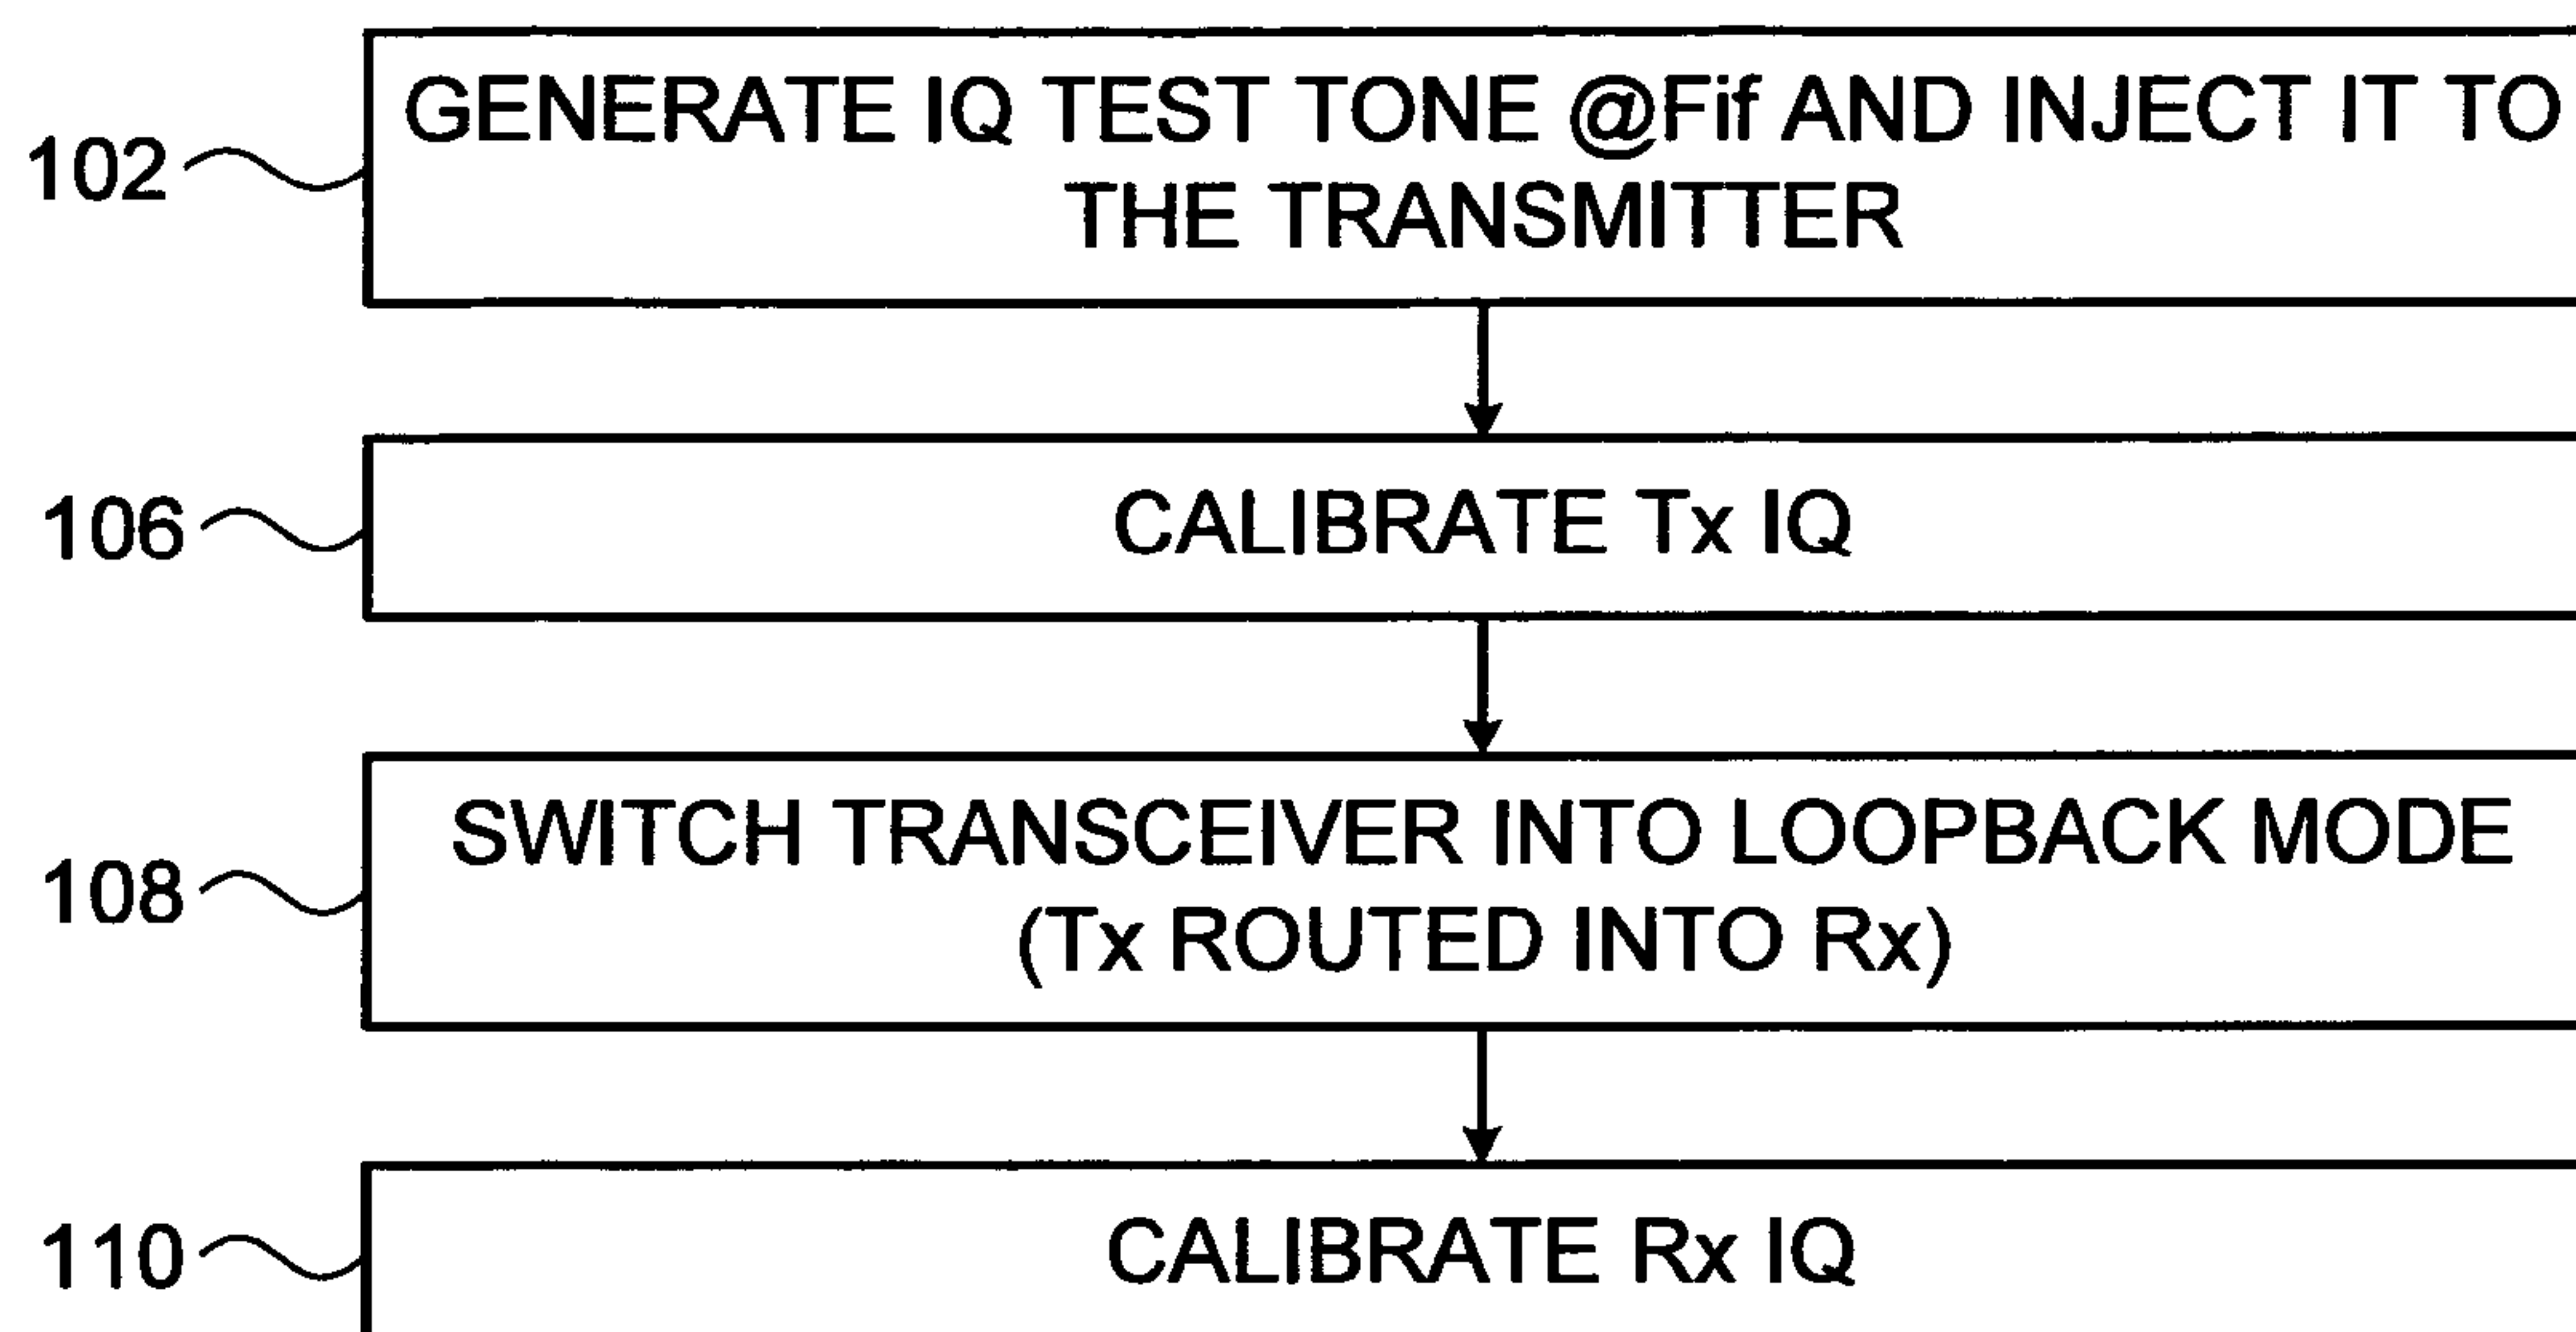 102
GENERATE IQ TEST TONE @Fif AND INJECT IT TO
THE TRANSMITTER
106
CALIBRATE Tx IQ
108
SWITCH TRANSCEIVER INTO LOOPBACK MODE
(Tx ROUTED INTO Rx)
110
CALIBRATE Rx IQ